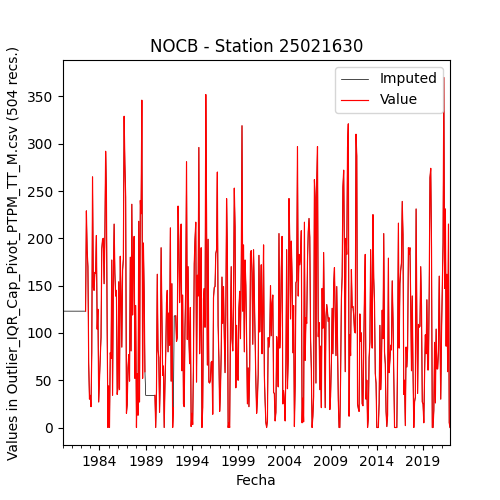 NOCB - Station 25021630
Imputed
Value
Values in Outlier_IQR_Cap_Pivot_PTPM_TT_M.csv (504 recs.)
350
300
250
200
150
100
50
0
1984 1989 1994 1999 2004 2009 2014 2019
Fecha